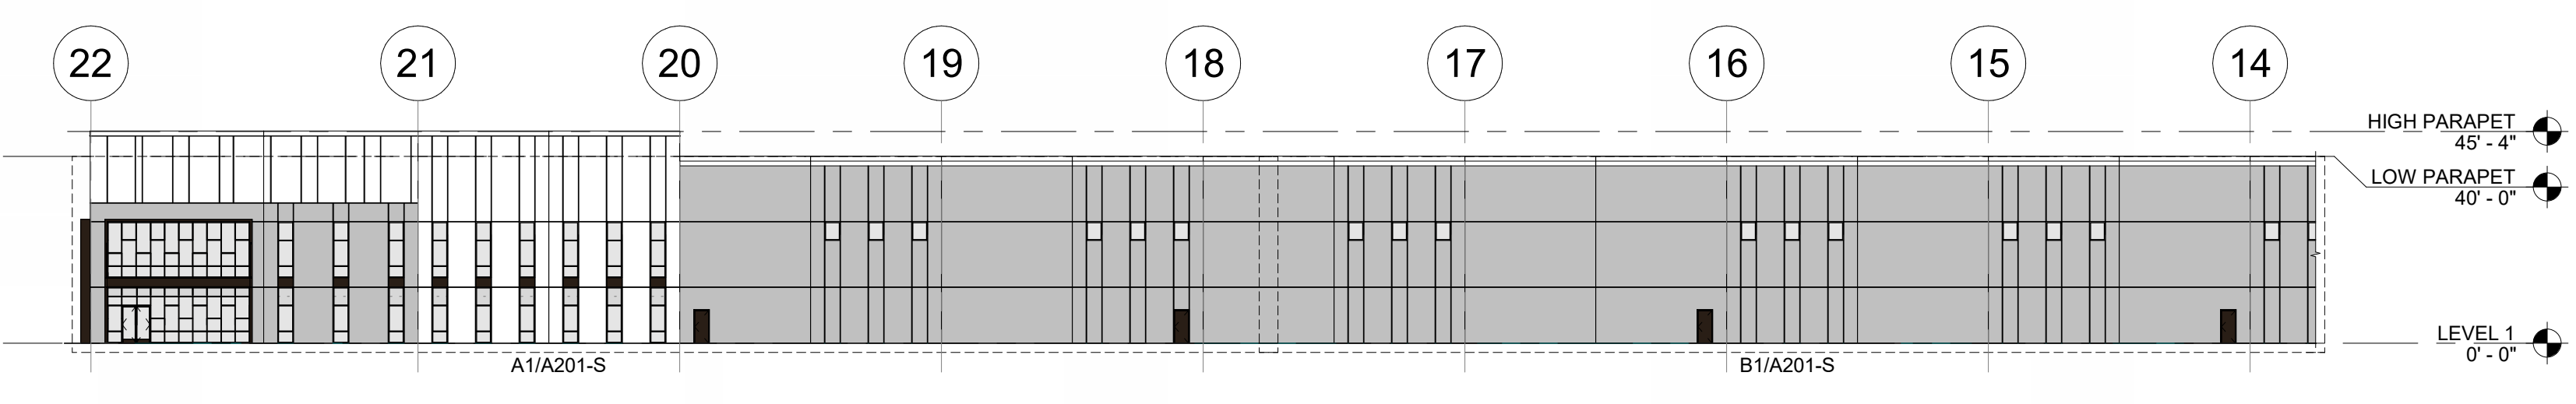 22 21 20 19 18 17 16 15 14
HIGH PARAPET
45' - 4"
LOW PARAPET
40' - 0"
LEVEL 1
0' - 0"
A1/A201-S
B1/A201-S